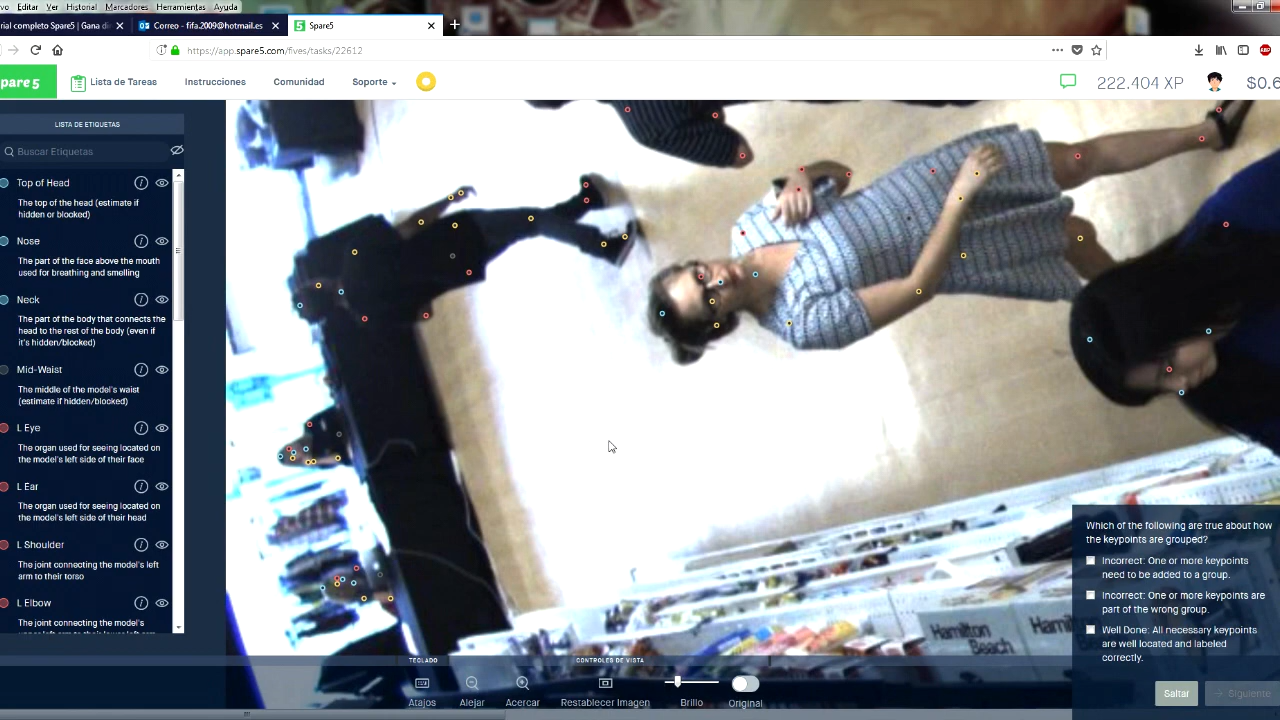 Editar Ver Historial Marcadores Herramientas Ayuda
rial completo Spare5 | Gana di
Correo - fifa.2009@hotmail.es
Spare5
https://app.spare5.com/fives/tasks/22612
pare 5
Lista de Tareas
Instrucciones
Comunidad
Soporte
222.404 XP
$0.6
LISTA DE ETIQUETAS
Buscar Etiquetas
Top of Head
The top of the head (estimate if
hidden or blocked)
Nose
The part of the face above the mouth
used for breathing and smelling
Neck
The part of the body that connects the
head to the rest of the body (even if
it's hidden/blocked)
Mid-Waist
The middle of the model's waist
(estimate if hidden/blocked)
L Eye
The organ used for seeing located on
the model's left side of their face
L Ear
The organ used for seeing located on
the model's left side of their head
L Shoulder
The joint connecting the model's left
arm to their torso
L Elbow
The joint connecting the model's
Hamilton
Beach
Which of the following are true about how
the keypoints are grouped?
Incorrect: One or more keypoints
need to be added to a group.
Incorrect: One or more keypoints are
part of the wrong group.
Well Done: All necessary keypoints
are well located and labeled
correctly.
Saltar
Siguiente
TECLADO
CONTROLES DE VISTA
Atajos
Alejar
Acercar
Restablecer Imagen
Brillo
Original